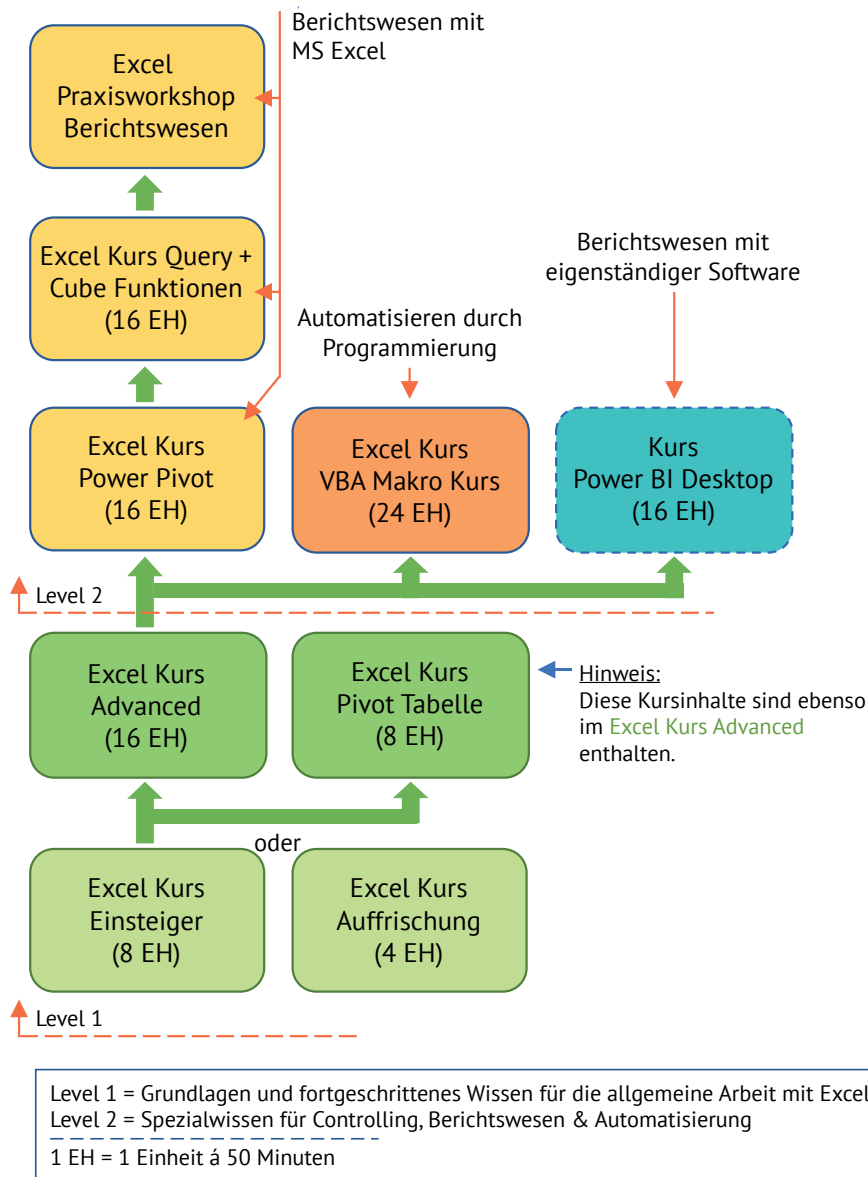 Berichtswesen mit
MS Excel
Excel
Praxisworkshop
Berichtswesen
Excel Kurs Query +
Cube Funktionen
(16 EH)
Berichtswesen mit
eigenständiger Software
Automatisieren durch
Programmierung
Excel Kurs
Power Pivot
(16 EH)
Excel Kurs
VBA Makro Kurs
(24 EH)
Kurs
Power BI Desktop
(16 EH)
Level 2
Excel Kurs
Advanced
(16 EH)
Excel Kurs
Pivot Tabelle
(8 EH)
Hinweis:
Diese Kursinhalte sind ebenso
im Excel Kurs Advanced
enthalten.
oder
Excel Kurs
Einsteiger
(8 EH)
Excel Kurs
Auffrischung
(4 EH)
Level 1
Level 1 = Grundlagen und fortgeschrittenes Wissen für die allgemeine Arbeit mit Excel
Level 2 = Spezialwissen für Controlling, Berichtswesen & Automatisierung
1 EH = 1 Einheit á 50 Minuten